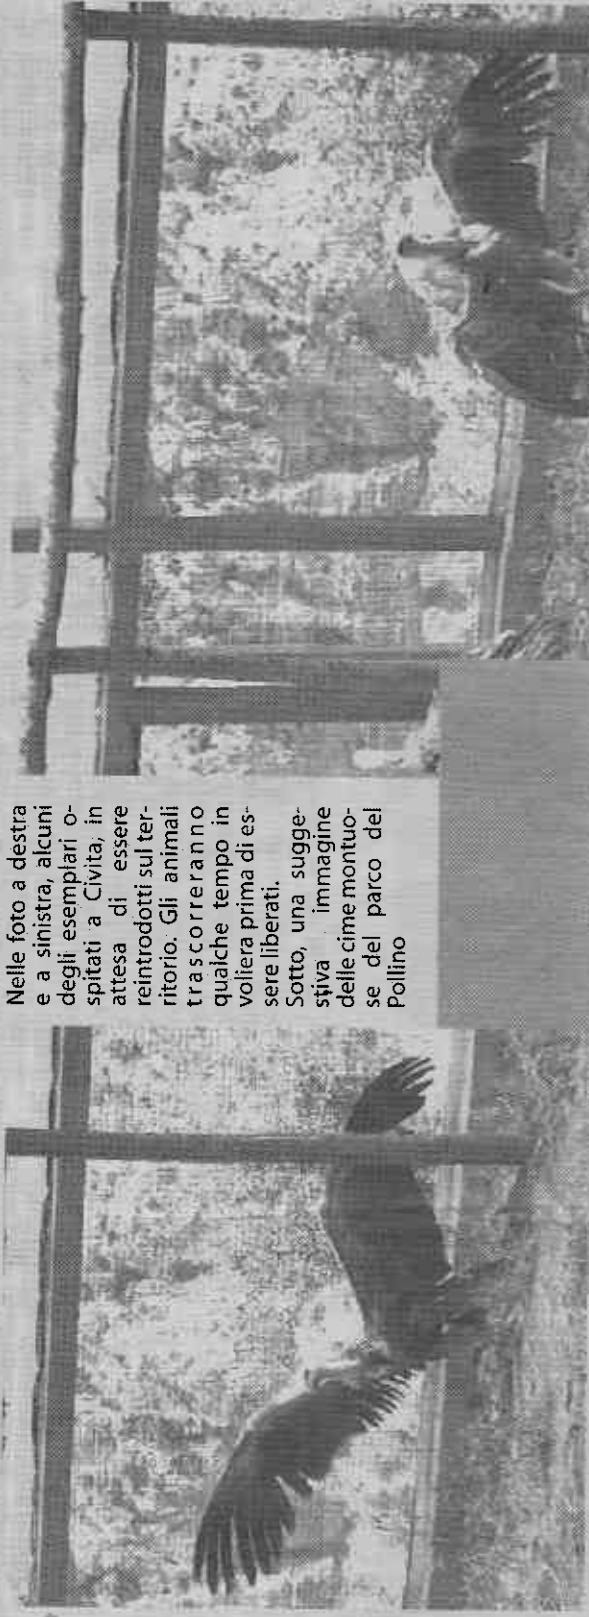 Nelle foto a destra
e a sinistra, alcuni
degli esemplari o-
spitati a Civita, in
attesa di essere
reintrodotti sul ter-
ritorio. Gli animali
trascorreranno
qualche tempo in
voliera prima di es-
sere liberati.
Sotto, una sugge-
stiva immagine
delle cime montuo-
se del parco del
Pollino